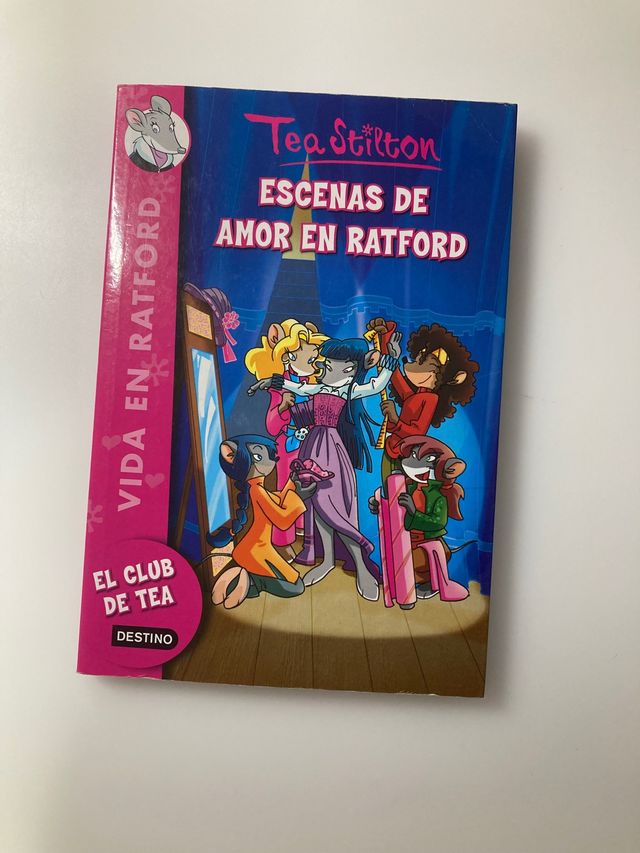 Tea Stilton
ESCENAS DE
AMOR EN RATFORD
VIDA EN RATFORD
EL CLUB
DE TEA
DESTINO